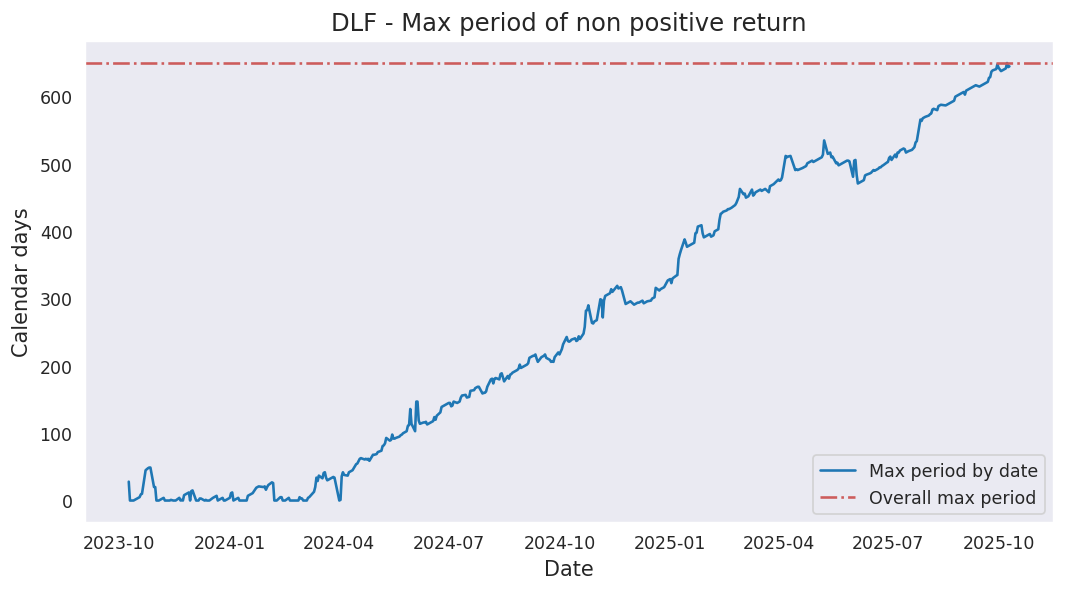 DLF - Max period of non positive return
Calendar days
600
500
400
300
200
100
0
Max period by date
Overall max period
2023-10 2024-01 2024-04 2024-07 2024-10 2025-01 2025-04 2025-07 2025-10
Date